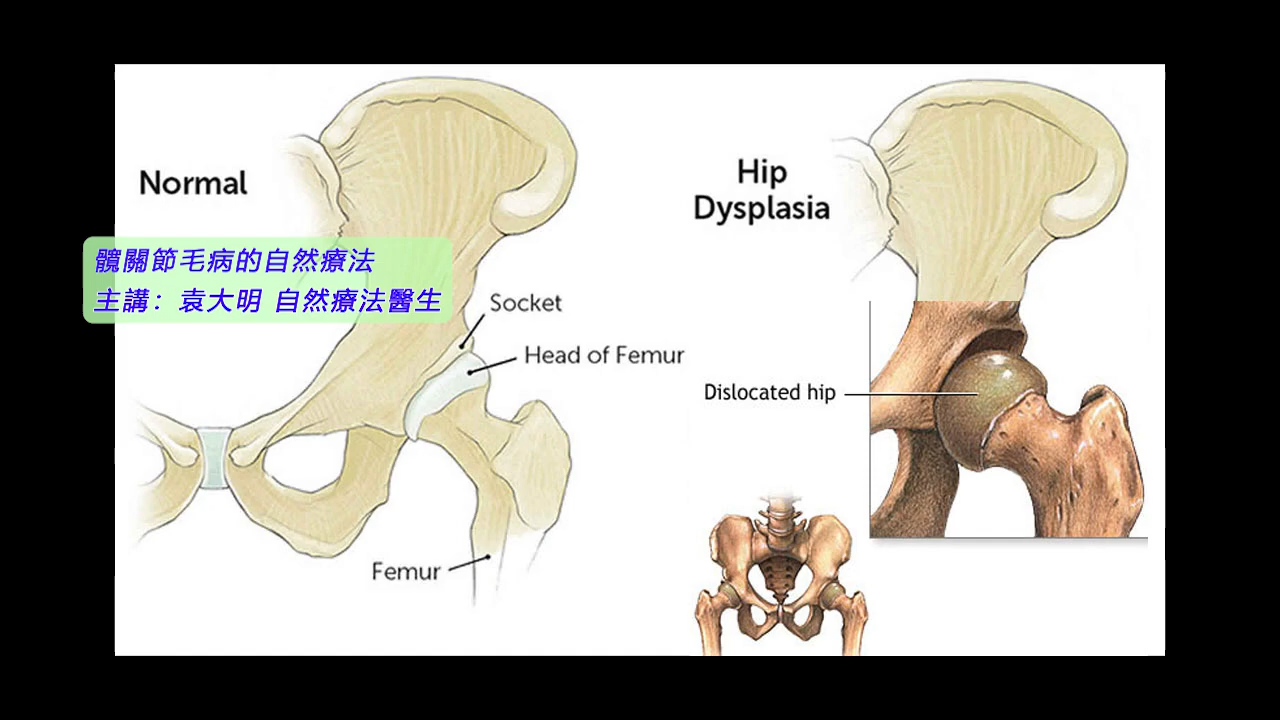 Normal
Hip
Dysplasia
髖關節毛病的自然療法
主講：袁大明 自然療法醫生
Socket
Head of Femur
Dislocated hip
Femur